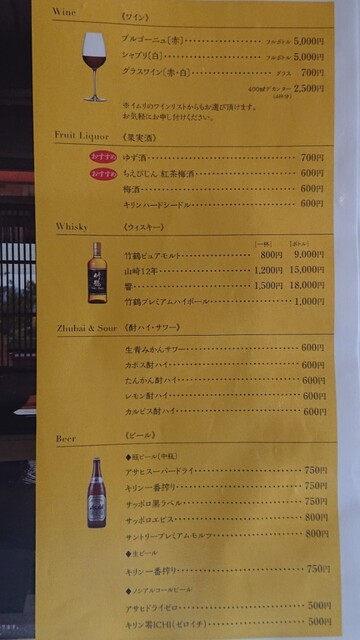 Wine 《ワイン》
ブルゴーニュ[赤] フルボトル 5,000円
シャブリ[白] フルボトル 5,000円
グラスワイン[赤・白] グラス 700円
400mlデカンター 2,500円
※イムリのワインリストからもお選び頂けます。
お気軽にお申し付けください。
Fruit Liquor 《果実酒》
おすすめ ゆず酒 700円
おすすめ ちえびじん 紅茶梅酒 600円
梅酒 600円
キリンハードシードル 600円
Whisky 《ウィスキー》
[一杯] [ボトル]
竹鶴ピュアモルト 800円 9,000円
山崎12年 1,200円 15,000円
響 1,500円 18,000円
竹鶴プレミアムハイボール 1,000円
Zhuhai & Sour 《酎ハイ・サワー》
生青みかんサワー 600円
カボス酎ハイ 600円
たんかん酎ハイ 600円
レモン酎ハイ 600円
カルピス酎ハイ 600円
Beer 《ビール》
◆瓶ビール[中瓶]
アサヒスーパードライ 750円
キリン一番搾り 750円
サッポロ黒ラベル 750円
サッポロエビス 800円
サントリープレミアムモルツ 800円
◆生ビール
キリン一番搾り 750円
◆ノンアルコールビール
アサヒドライゼロ 500円
キリン零ICHI(ゼロイチ) 500円